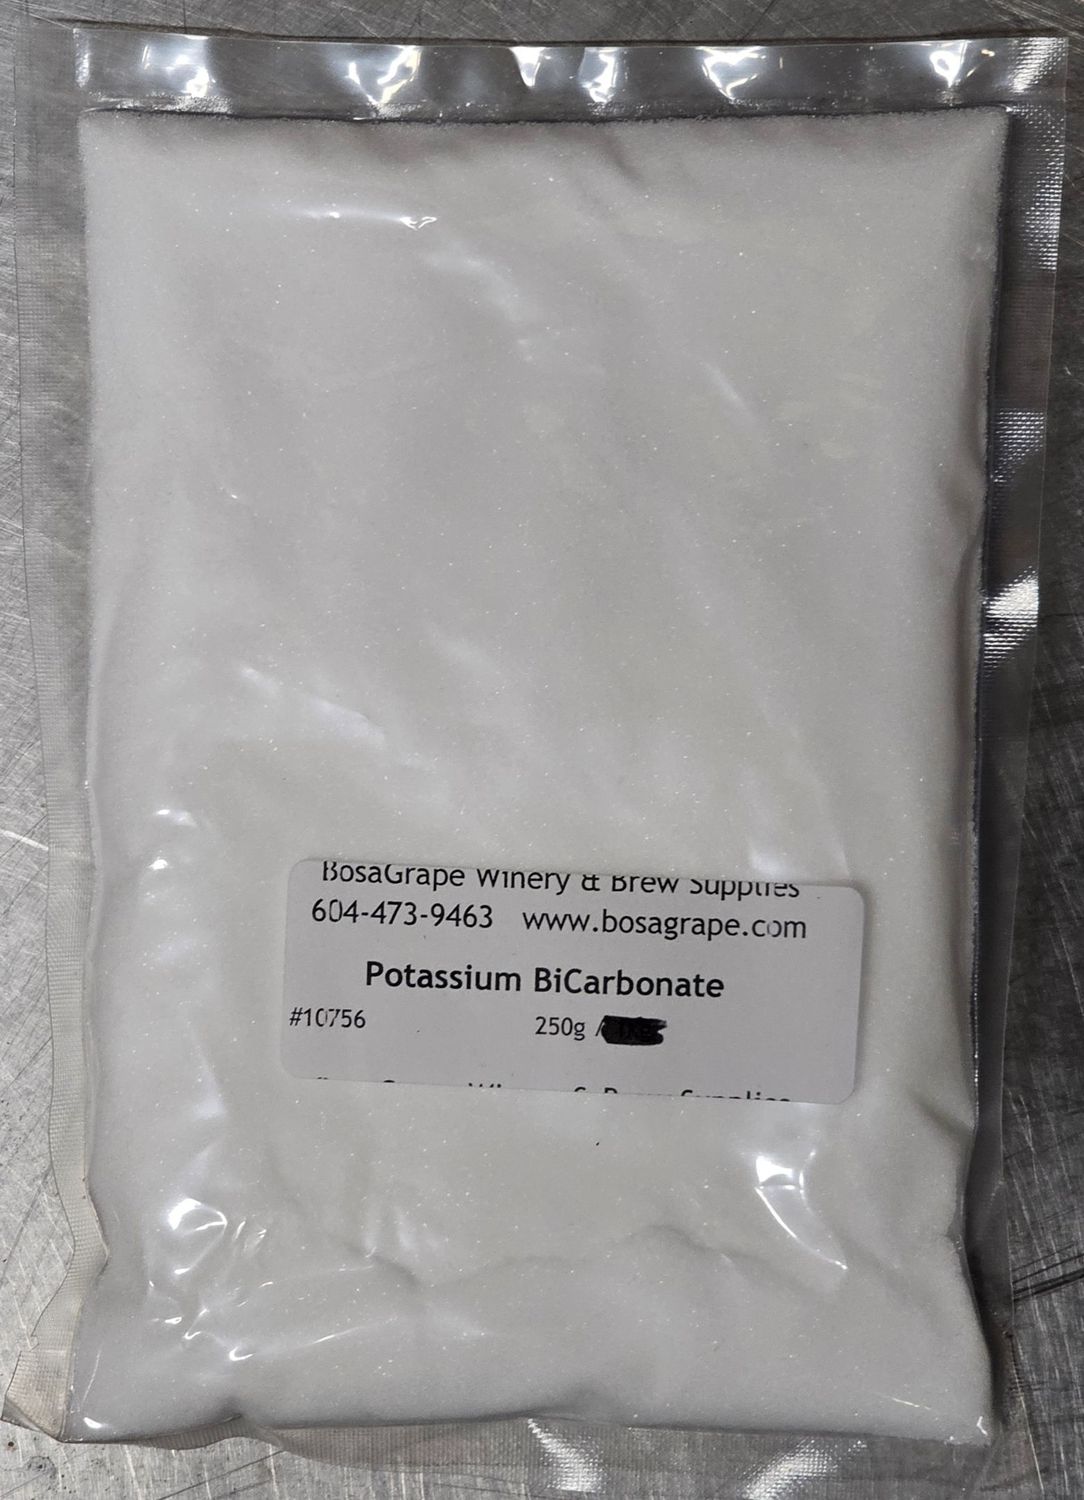 BosaGrape Winery & Brew Supplies
604-473-9463 www.bosagrape.com
Potassium BiCarbonate
#10756 250g /